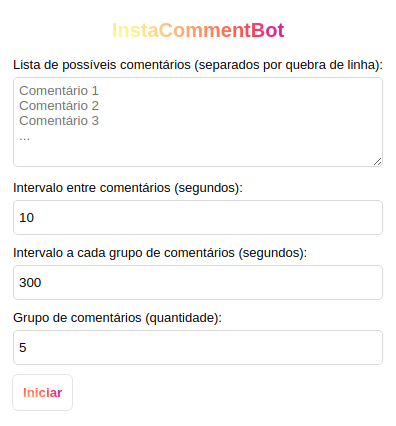 InstaCommentBot
Lista de possíveis comentários (separados por quebra de linha):
Comentário 1
Comentário 2
Comentário 3
...
Intervalo entre comentários (segundos):
10
Intervalo a cada grupo de comentários (segundos):
300
Grupo de comentários (quantidade):
5
Iniciar